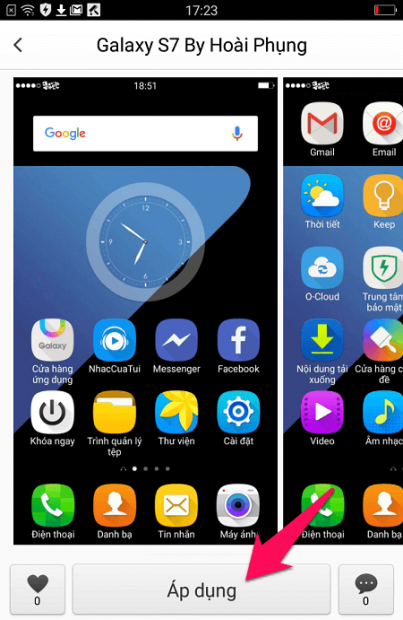 17:23
Galaxy S7 By Hoài Phụng
18:51
Google
12
3
6
9
Galaxy
Cửa hàng
ứng dụng
NhacCuaTui
Messenger
Facebook
Khóa ngay
Trình quản lý
tệp
Thư viện
Cài đặt
Điện thoại
Danh bạ
Tin nhắn
Máy ảnh
Gmail
Email
Thời tiết
Keep
O-Cloud
Trung tâm
bảo mật
Nội dung tải
xuống
Cửa hàng c
đề
Video
Âm nhạc
Điện thoại
Danh bạ
0
Áp dụng
0